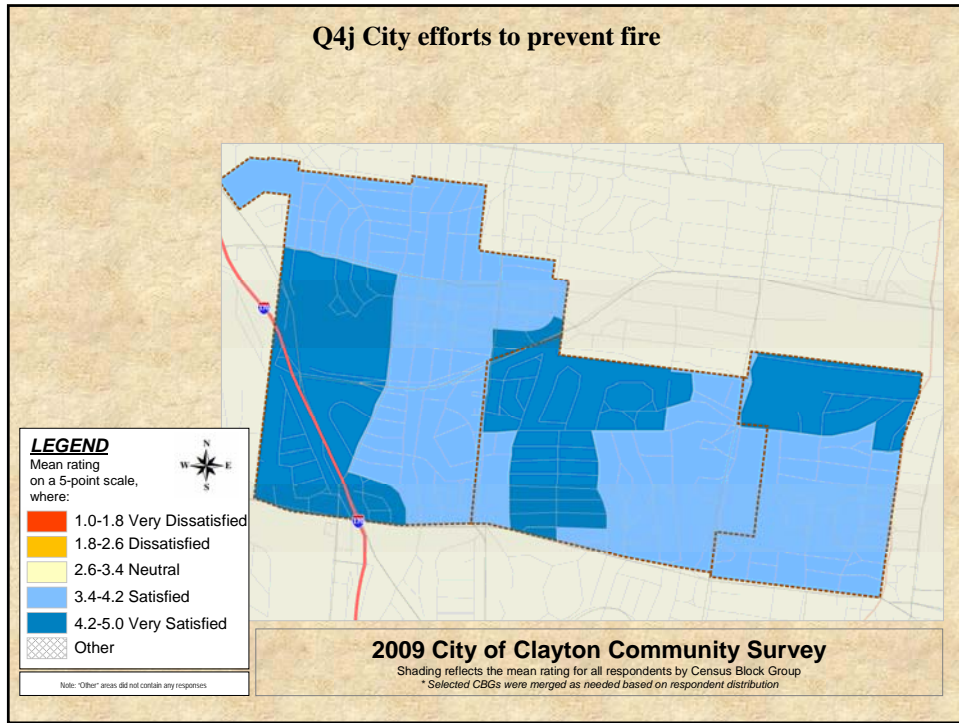 Q4j City efforts to prevent fire
LEGEND
Mean rating
on a 5-point scale,
where:
N
W E
S
1.0-1.8 Very Dissatisfied
1.8-2.6 Dissatisfied
2.6-3.4 Neutral
3.4-4.2 Satisfied
4.2-5.0 Very Satisfied
Other
Note: "Other" areas did not contain any responses
2009 City of Clayton Community Survey
Shading reflects the mean rating for all respondents by Census Block Group
* Selected CBGs were merged as needed based on respondent distribution